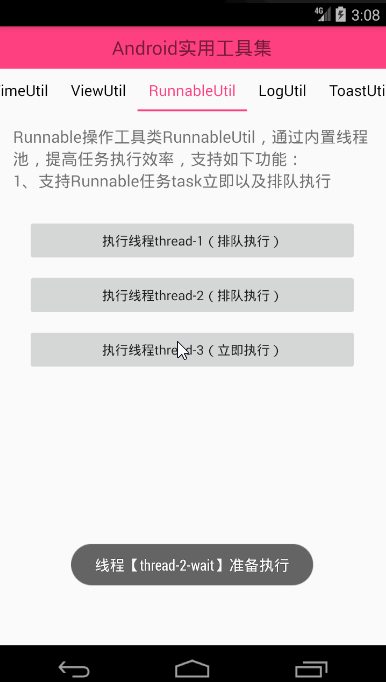 4G 3:08
Android实用工具集
imeUtil ViewUtil RunnableUtil LogUtil ToastUti
Runnable操作工具类RunnableUtil，通过内置线程
池，提高任务执行效率，支持如下功能：
1、支持Runnable任务task立即以及排队执行
执行线程thread-1（排队执行）
执行线程thread-2（排队执行）
执行线程thread-3（立即执行）
线程【thread-2-wait】准备执行